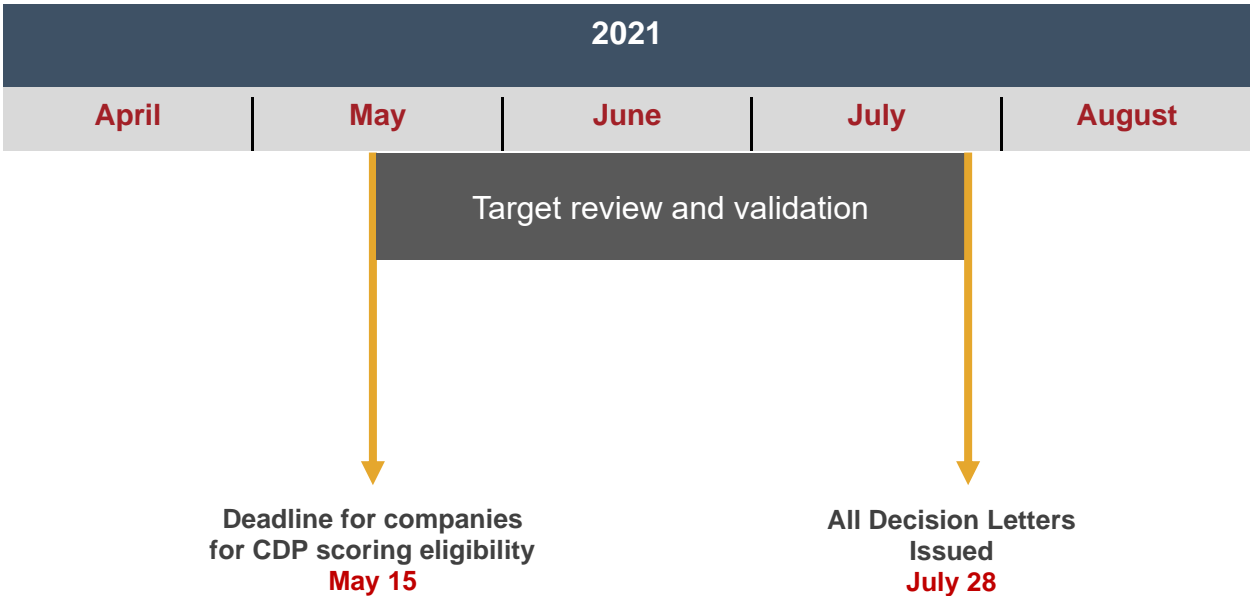 2021
April May June July August
Target review and validation
Deadline for companies
for CDP scoring eligibility
May 15
All Decision Letters
Issued
July 28